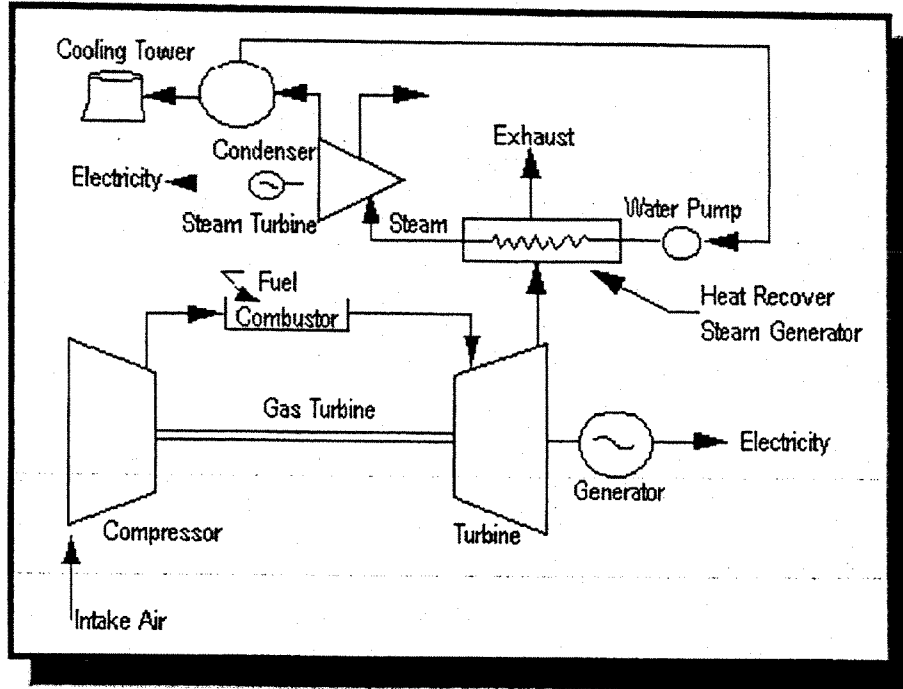 Cooling Tower
Exhaust
Condenser
Electricity
Water Pump
Steam Turbine
Steam
Fuel
Combustor
Heat Recover
Steam Generator
Gas Turbine
Electricity
Generator
Compressor
Turbine
Intake Air